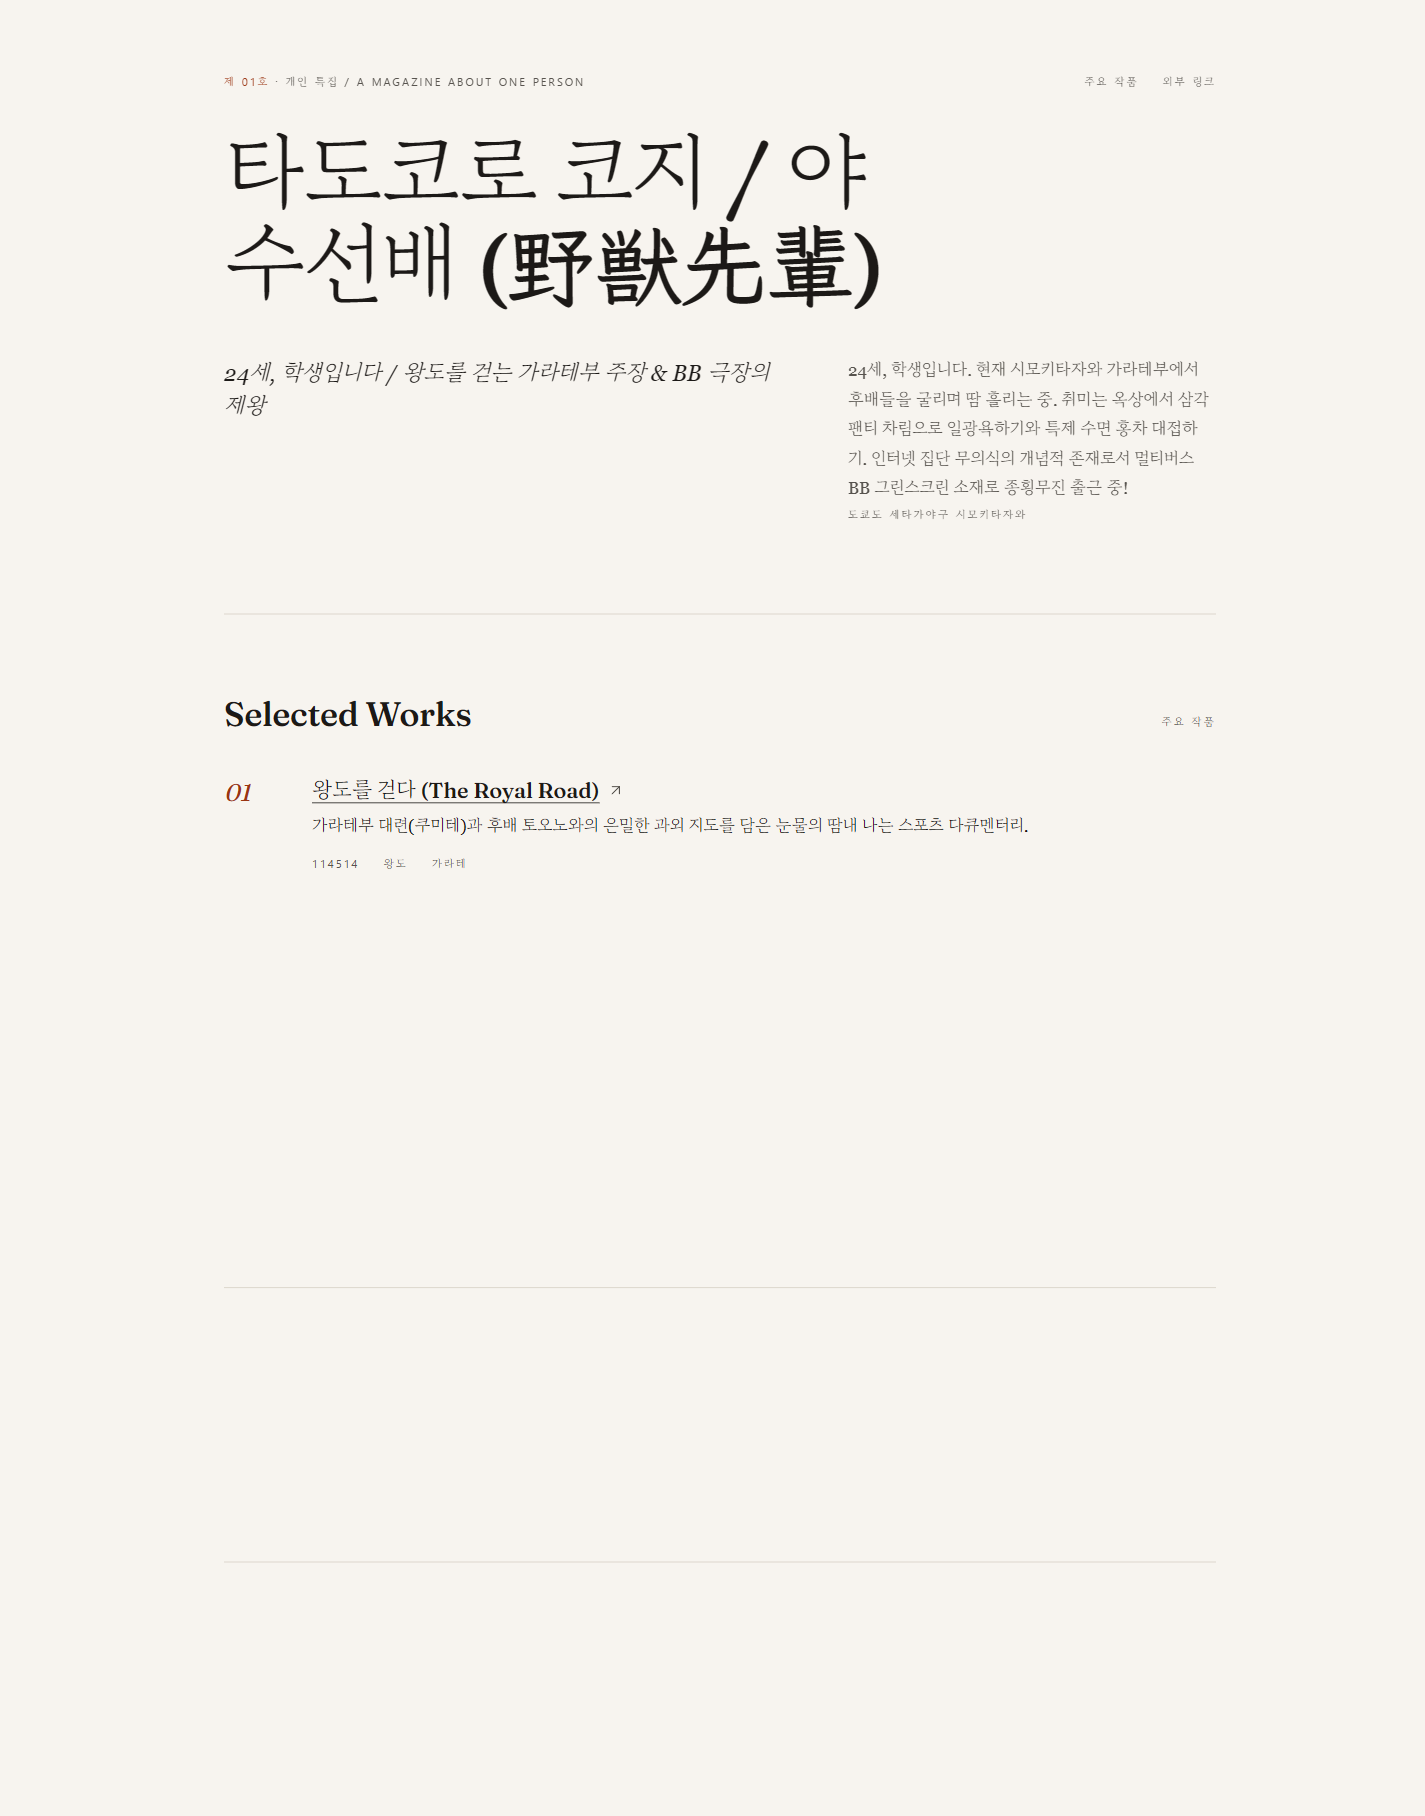 제 01호 · 개인 특집 / A MAGAZINE ABOUT ONE PERSON
주요 작품 외부 링크
타도코로 코지 / 야
수선배 (野獣先輩)
24세, 학생입니다 / 왕도를 걷는 가라테부 주장 & BB 극장의
제왕
24세, 학생입니다. 현재 시모키타자와 가라테부에서
후배들을 굴리며 땀 흘리는 중. 취미는 옥상에서 삼각
팬티 차림으로 일광욕하기와 특제 수면 홍차 대접하
기. 인터넷 집단 무의식의 개념적 존재로서 멀티버스
BB 그린스크린 소재로 종횡무진 출근 중!
도쿄도 세타가야구 시모키타자와
Selected Works
주요 작품
01
왕도를 걷다 (The Royal Road) ↗
가라테부 대련(쿠미테)과 후배 토오노와의 은밀한 과외 지도를 담은 눈물의 땀내 나는 스포츠 다큐멘터리.
114514 왕도 가라테